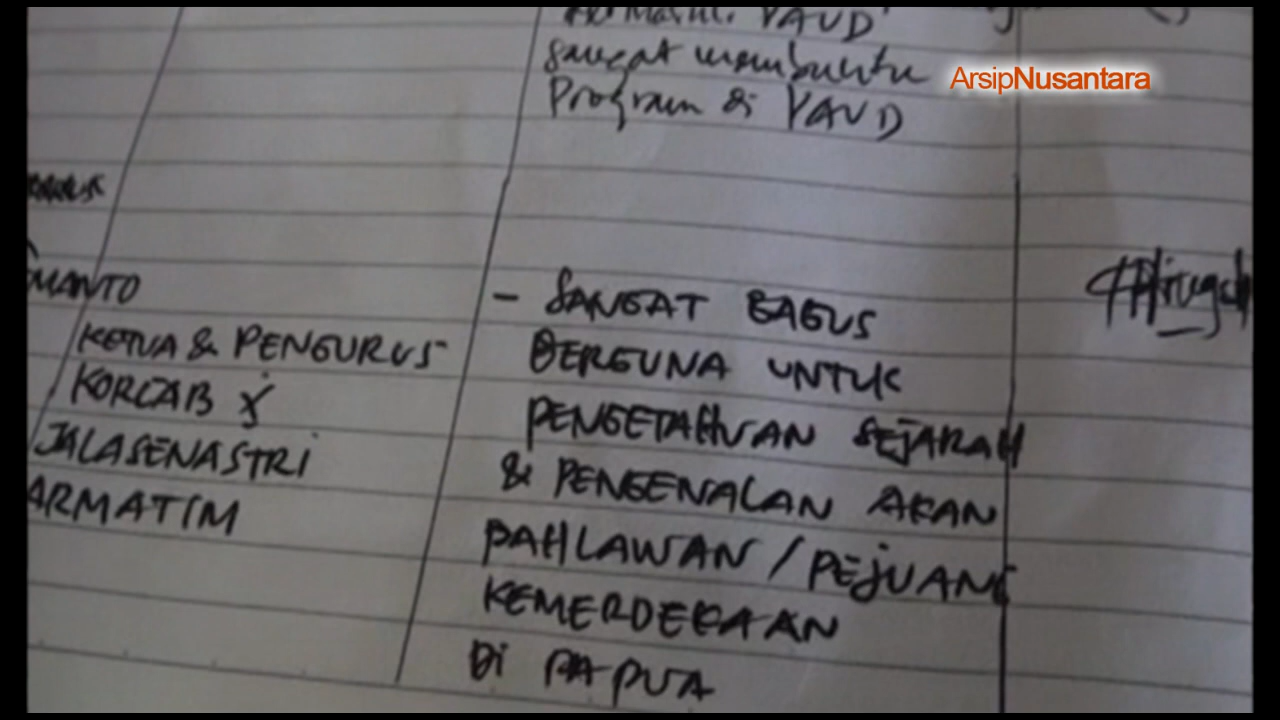 PAUD
sangat membantu
Program di PAUD
ArsipNusantara
MANTO
KETUA & PENGURUS
KORCAB X
JALASENASTRI
ARMATIM
- SANGAT BAGUS
BERGUNA UNTUK
PENGETAHUAN SEJARAH
& PENGENALAN AKAN
PAHLAWAN / PEJUANG
KEMERDEKAAN
DI PAPUA